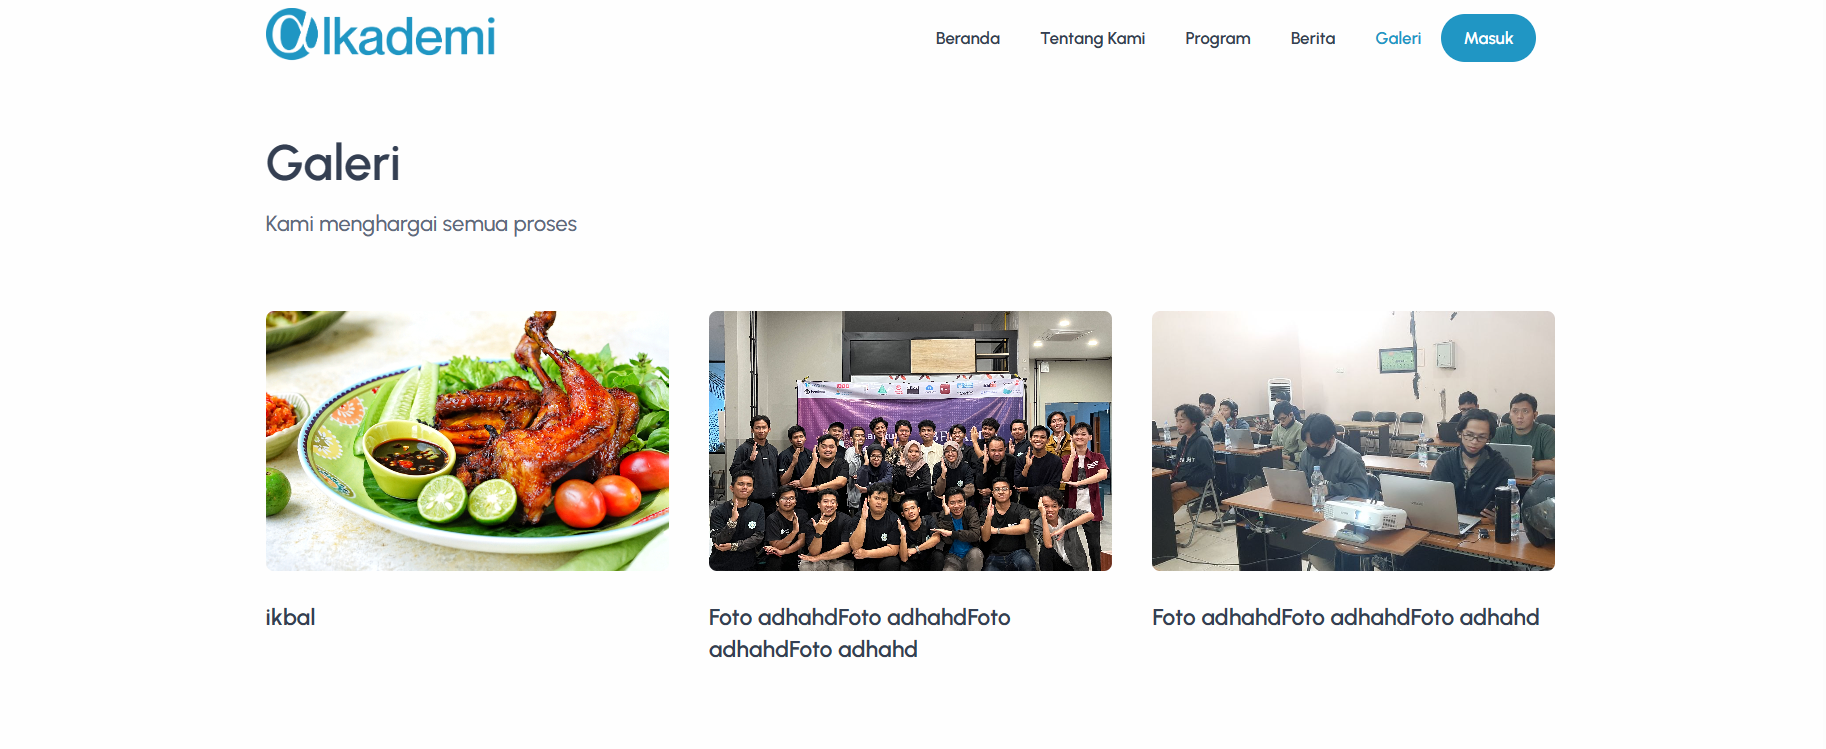 alkademi
Beranda
Tentang Kami
Program
Berita
Galeri
Masuk
Galeri
Kami menghargai semua proses
ikbal
Foto adhahdFoto adhahdFoto
adhahdFoto adhahd
Foto adhahdFoto adhahdFoto adhahd